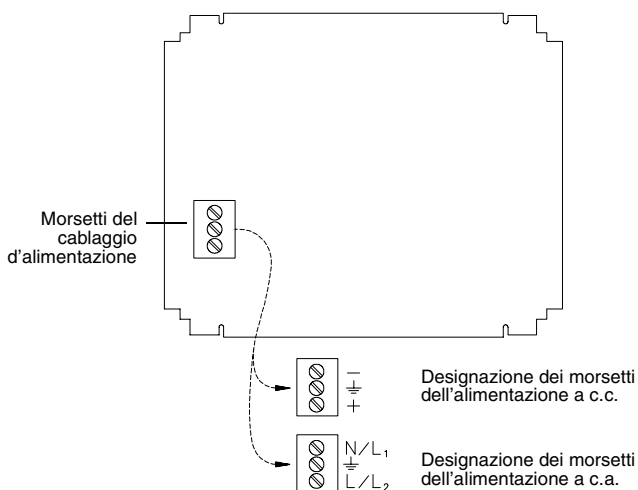 Morsetti del
cablaggio
d'alimentazione
–
+
Designazione dei morsetti
dell'alimentazione a c.c.
N/L₁
L/L₂
Designazione dei morsetti
dell'alimentazione a c.a.